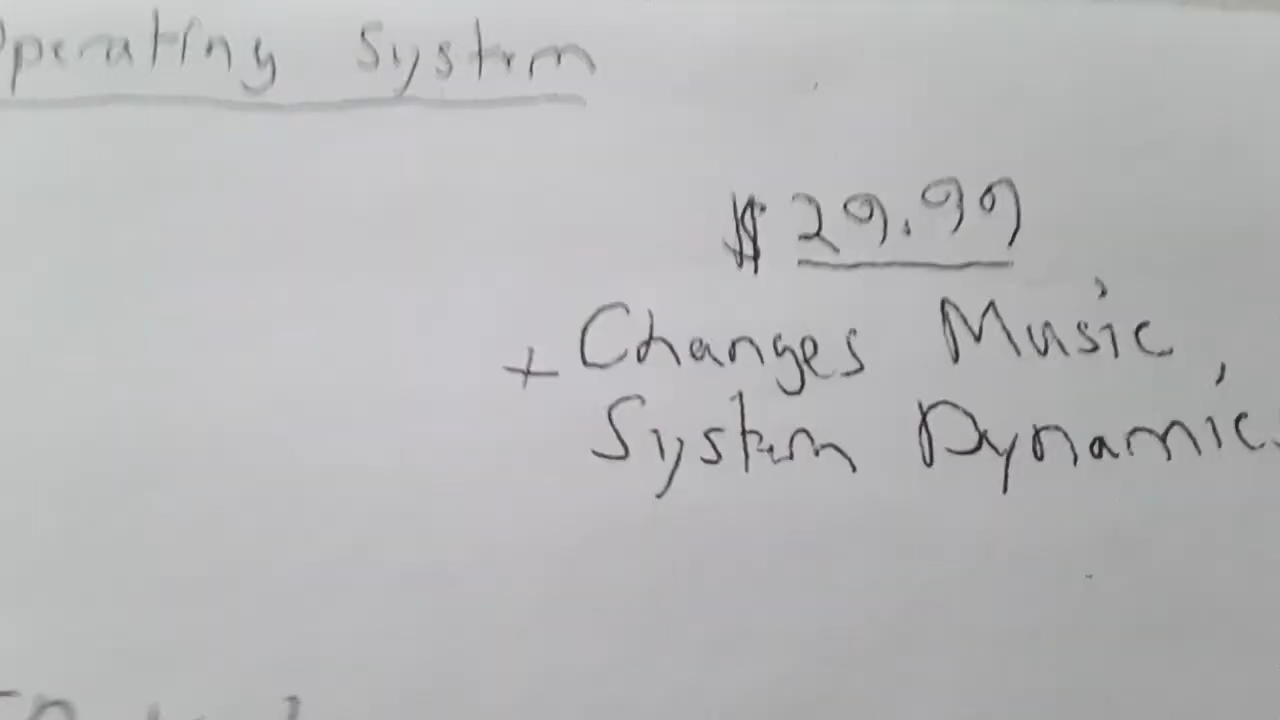 Operating System
$29.99
+ Changes Music,
System Dynamic.